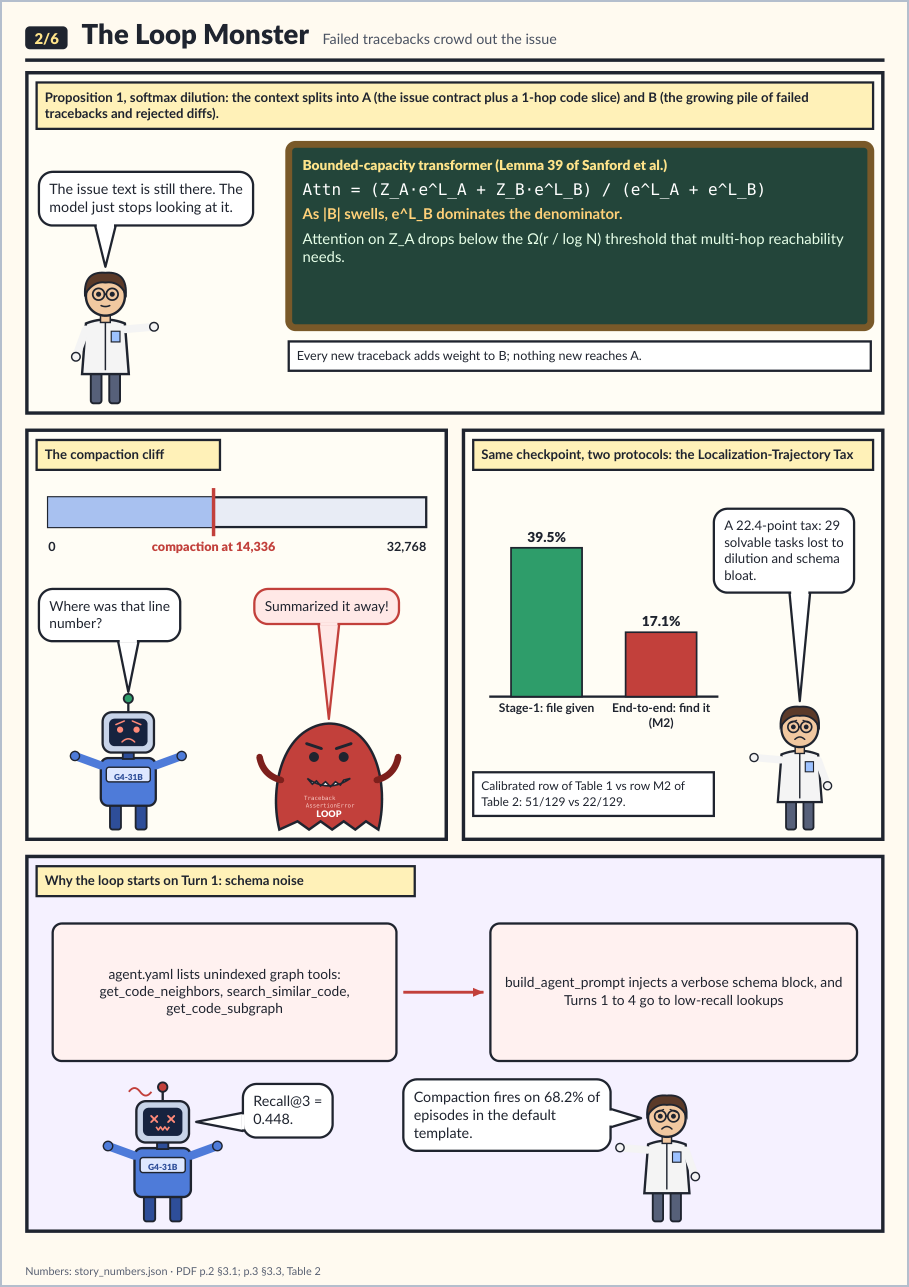 2/6 The Loop Monster Failed tracebacks crowd out the issue
Proposition 1, softmax dilution: the context splits into A (the issue contract plus a 1-hop code slice) and B (the growing pile of failed
tracebacks and rejected diffs).
The issue text is still there. The
model just stops looking at it.
Bounded-capacity transformer (Lemma 39 of Sanford et al.)
Attn = (Z_A·e^L_A + Z_B·e^L_B) / (e^L_A + e^L_B)
As |B| swells, e^L_B dominates the denominator.
Attention on Z_A drops below the Ω(r / log N) threshold that multi-hop reachability
needs.
Every new traceback adds weight to B; nothing new reaches A.
The compaction cliff
0
compaction at 14,336
32,768
Where was that line
number?
Summarized it away!
G4-31B
Traceback
AssertionError
LOOP
Same checkpoint, two protocols: the Localization-Trajectory Tax
A 22.4-point tax: 29
solvable tasks lost to
dilution and schema
bloat.
39.5%
17.1%
Stage-1: file given
End-to-end: find it
(M2)
Calibrated row of Table 1 vs row M2 of
Table 2: 51/129 vs 22/129.
Why the loop starts on Turn 1: schema noise
agent.yaml lists unindexed graph tools:
get_code_neighbors, search_similar_code,
get_code_subgraph
build_agent_prompt injects a verbose schema block, and
Turns 1 to 4 go to low-recall lookups
Recall@3 =
0.448.
G4-31B
Compaction fires on 68.2% of
episodes in the default
template.
Numbers: story_numbers.json · PDF p.2 §3.1; p.3 §3.3, Table 2